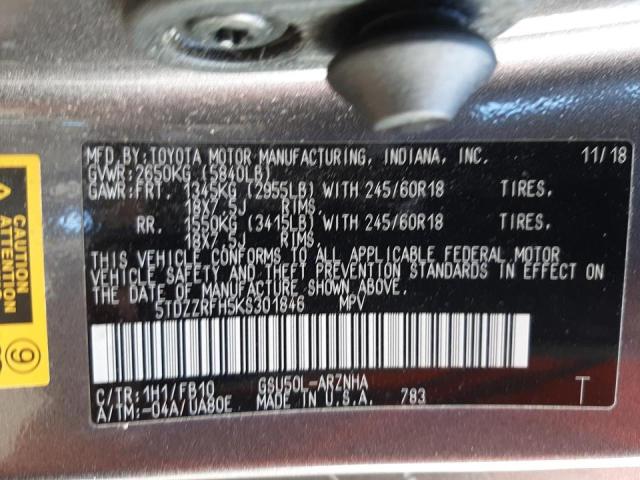 MFD.BY:TOYOTA MOTOR MANUFACTURING, INDIANA, INC. 11/18
GVWR:2650KG (5840LB)
GAWR:FRT. 1345KG (2955LB) WITH 245/60R18 TIRES,
18X7.5J RIMS,
RR. 1550KG (3415LB) WITH 245/60R18 TIRES,
18X7.5J RIMS,
THIS VEHICLE CONFORMS TO ALL APPLICABLE FEDERAL MOTOR
VEHICLE SAFETY AND THEFT PREVENTION STANDARDS IN EFFECT ON
THE DATE OF MANUFACTURE SHOWN ABOVE.
5TDZZRFH5KS301846 MPV
C/TR:1H1/FB10 GSU50L-ARZNHA
A/TM:-04A/UA80E MADE IN U.S.A. 783 T
CAUTION
ATTENTION
9